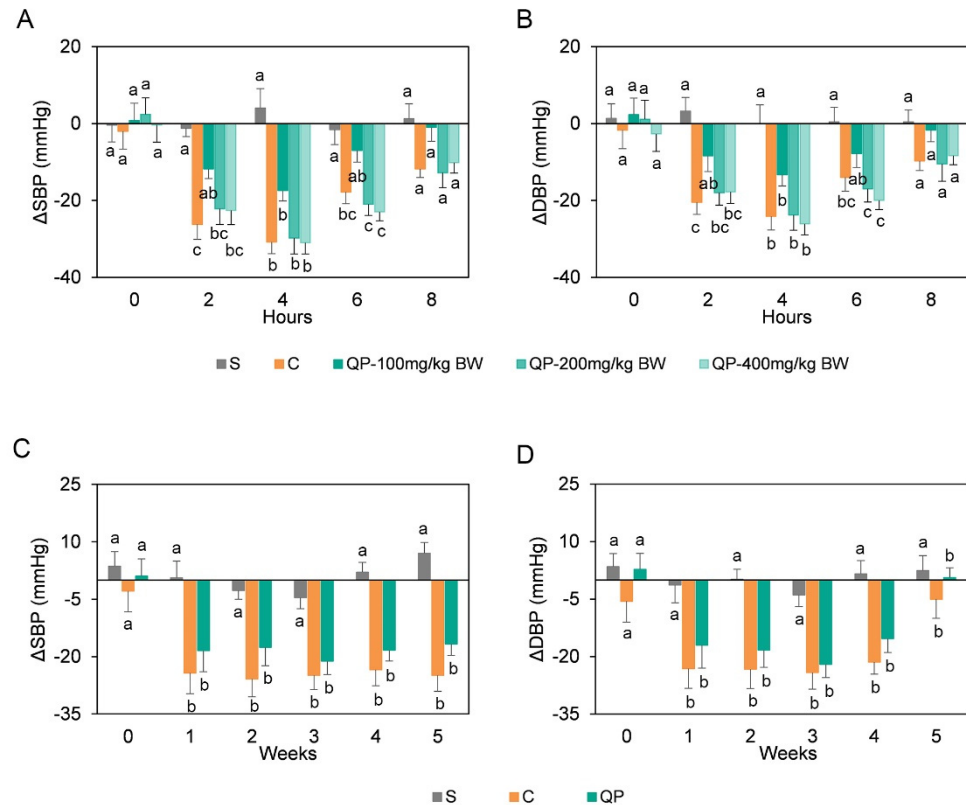 A
ΔSBP (mmHg)
20
0
-20
-40
a a a a a
a c ab bc bc
a b b b b
a bc ab c c
a a a a a
0 2 4 6 8
Hours
B
ΔDBP (mmHg)
20
0
-20
-40
a a a a a
a c ab bc bc
a b b b b
a bc ab c c
a a a a a
0 2 4 6 8
Hours
S C QP-100mg/kg BW QP-200mg/kg BW QP-400mg/kg BW
C
ΔSBP (mmHg)
25
10
-5
-20
-35
a a a
a b b
a b b
a b b
a b b
a b b
0 1 2 3 4 5
Weeks
D
ΔDBP (mmHg)
25
10
-5
-20
-35
a a a
a b b
a b b
a b b
a b b
a b b
0 1 2 3 4 5
Weeks
S C QP